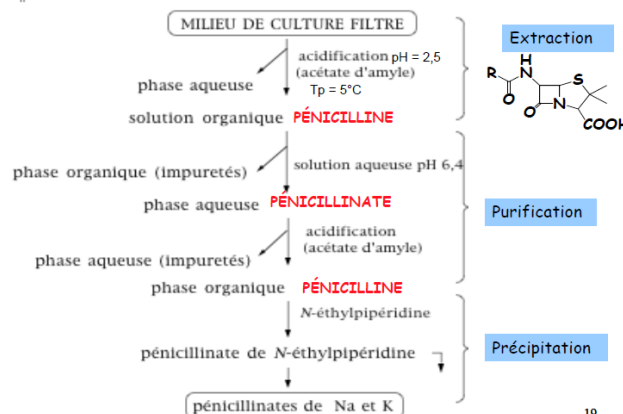 MILIEU DE CULTURE FILTRE
Extraction
acidification pH = 2,5
(acétate d'amyle)
phase aqueuse
Tp = 5°C
solution organique PÉNICILLINE
H
R N S
O
O N
COOH
phase organique (impuretés)
solution aqueuse pH 6,4
phase aqueuse PÉNICILLINATE
Purification
acidification
(acétate d'amyle)
phase aqueuse (impuretés)
phase organique PÉNICILLINE
N-éthylpipéridine
pénicillinate de N-éthylpipéridine
Précipitation
pénicillinates de Na et K